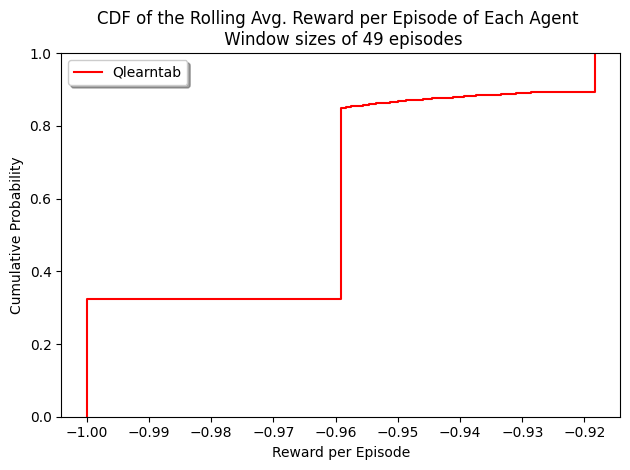 CDF of the Rolling Avg. Reward per Episode of Each Agent
Window sizes of 49 episodes
Qlearntab
Cumulative Probability
1.0
0.8
0.6
0.4
0.2
0.0
−1.00 −0.99 −0.98 −0.97 −0.96 −0.95 −0.94 −0.93 −0.92
Reward per Episode